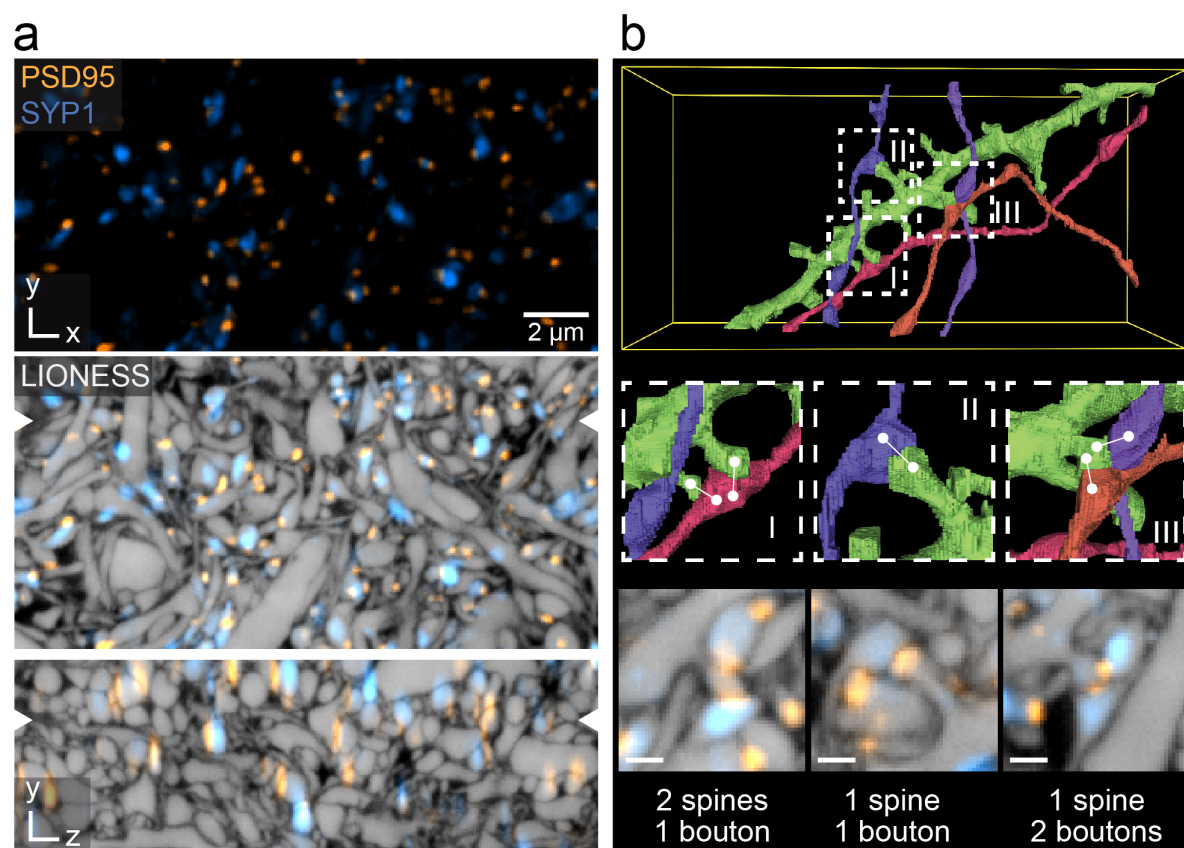 a
PSD95
SYP1
y
x
2 µm
LIONESS
y
z
b
II
III
I
I
II
III
2 spines
1 bouton
1 spine
1 bouton
1 spine
2 boutons